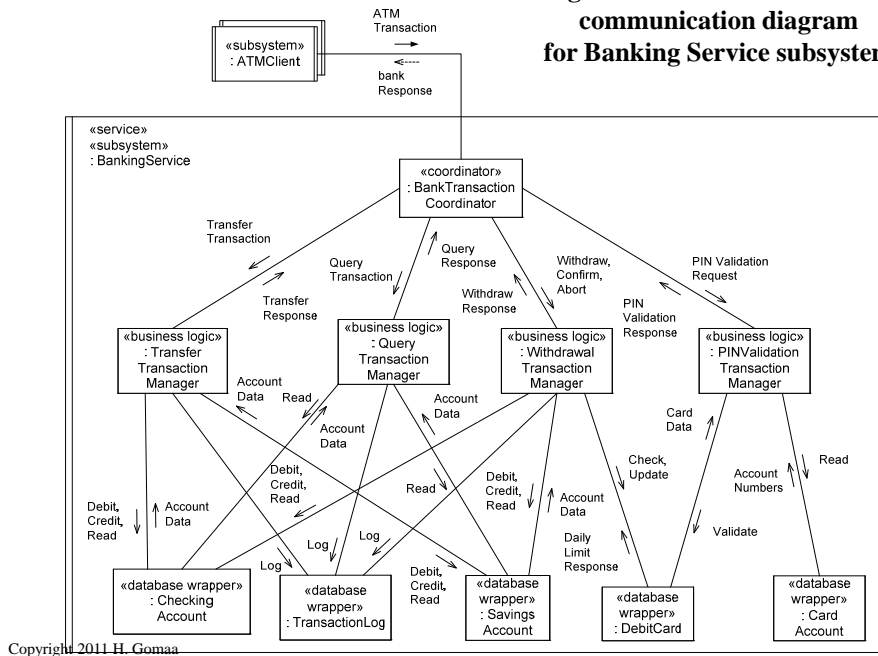 communication diagram
for Banking Service subsystem
ATM
Transaction
«subsystem»
: ATMClient
bank
Response
«service»
«subsystem»
: BankingService
«coordinator»
: BankTransaction
Coordinator
Transfer
Transaction
Transfer
Response
Query
Transaction
Query
Response
Withdraw
Response
Withdraw,
Confirm,
Abort
PIN Validation
Request
PIN
Validation
Response
«business logic»
: Transfer
Transaction
Manager
«business logic»
: Query
Transaction
Manager
«business logic»
: Withdrawal
Transaction
Manager
«business logic»
: PINValidation
Transaction
Manager
Account
Data
Read
Account
Data
Account
Data
Card
Data
Debit,
Credit,
Read
Account
Data
Debit,
Credit,
Read
Read
Debit,
Credit,
Read
Account
Data
Check,
Update
Daily
Limit
Response
Validate
Account
Numbers
Read
Log
Log
Log
Debit,
Credit,
Read
«database wrapper»
: Checking
Account
«database
wrapper»
: TransactionLog
«database
wrapper»
: Savings
Account
«database
wrapper»
: DebitCard
«database
wrapper»
: Card
Account
Copyright 2011 H. Gomaa